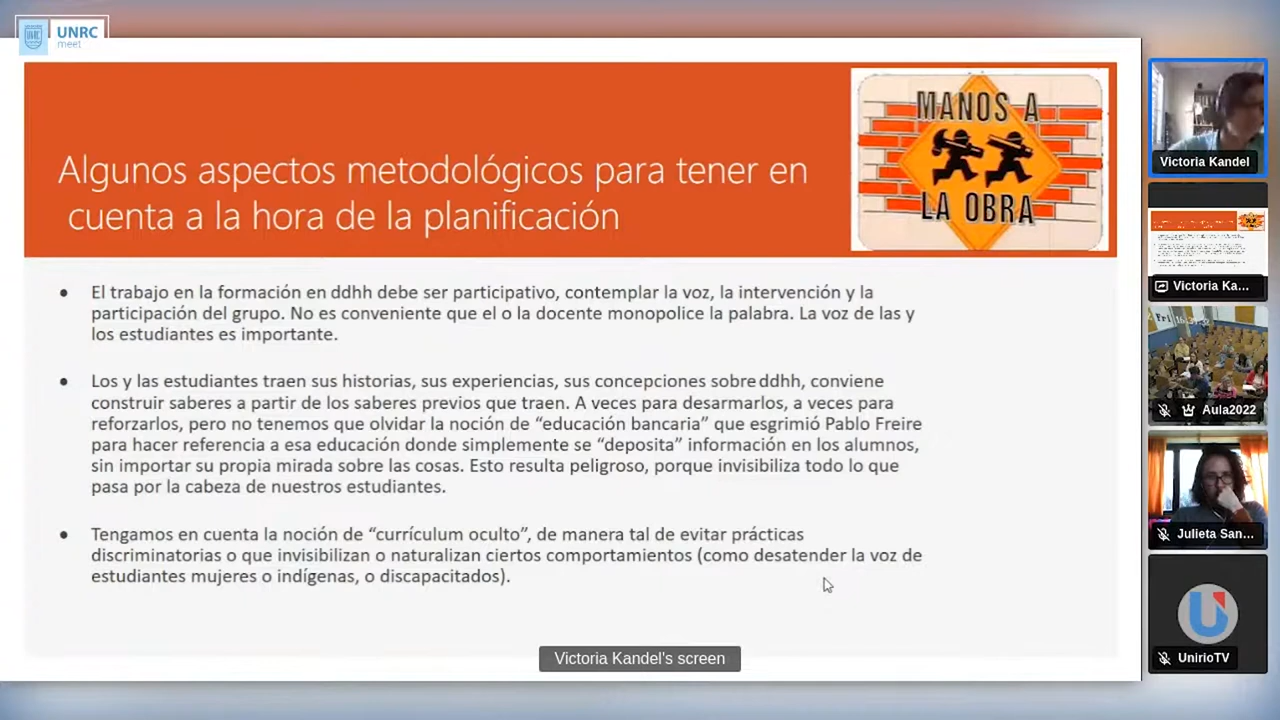 UNRC
meet
MANOS A
LA OBRA
Algunos aspectos metodológicos para tener en
cuenta a la hora de la planificación
● El trabajo en la formación en ddhh debe ser participativo, contemplar la voz, la intervención y la
participación del grupo. No es conveniente que el o la docente monopolice la palabra. La voz de las y
los estudiantes es importante.
● Los y las estudiantes traen sus historias, sus experiencias, sus concepciones sobre ddhh, conviene
construir saberes a partir de los saberes previos que traen. A veces para desarmarlos, a veces para
reforzarlos, pero no tenemos que olvidar la noción de “educación bancaria” que esgrimió Pablo Freire
para hacer referencia a esa educación donde simplemente se “deposita” información en los alumnos,
sin importar su propia mirada sobre las cosas. Esto resulta peligroso, porque invisibiliza todo lo que
pasa por la cabeza de nuestros estudiantes.
● Tengamos en cuenta la noción de “currículum oculto”, de manera tal de evitar prácticas
discriminatorias o que invisibilizan o naturalizan ciertos comportamientos (como desatender la voz de
estudiantes mujeres o indígenas, o discapacitados).
Victoria Kandel's screen
Victoria Kandel
Victoria Ka...
Aula2022
Julieta San...
UnirioTV